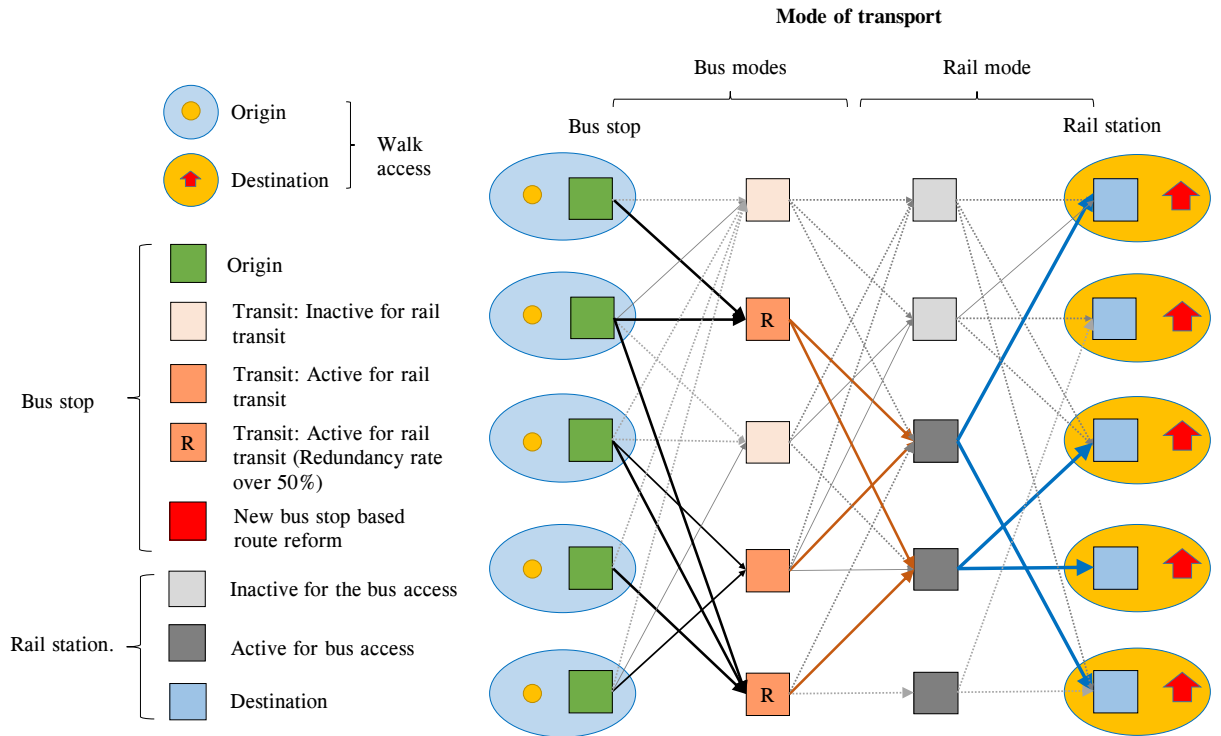 Mode of transport
Bus modes
Rail mode
Bus stop
Rail station
Origin
Destination
Walk
access
Bus stop
Origin
Transit: Inactive for rail
transit
Transit: Active for rail
transit
R
Transit: Active for rail
transit (Redundancy rate
over 50%)
New bus stop based
route reform
Rail station.
Inactive for the bus access
Active for bus access
Destination
R
R